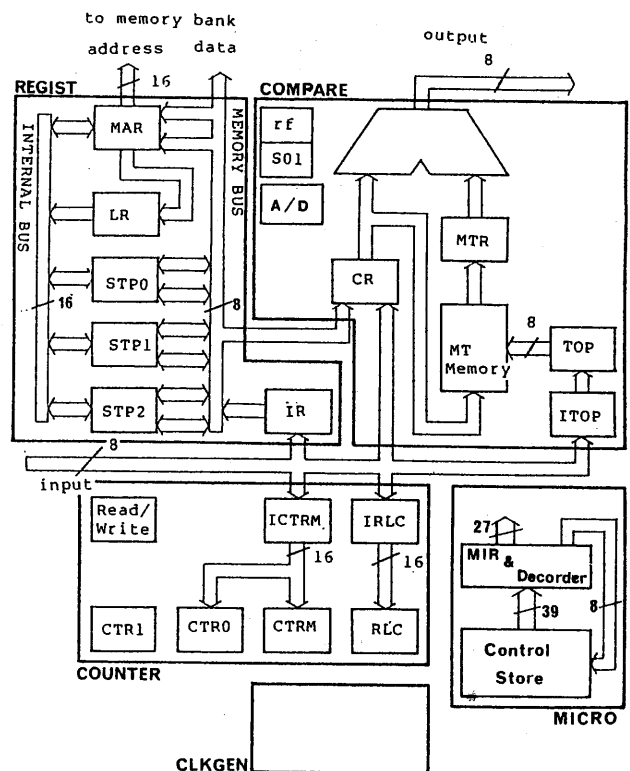 to memory bank
address data
output
16
8
REGIST
COMPARE
MAR
INTERNAL BUS
MEMORY BUS
rf
S01
A/D
LR
MTR
STP0
CR
16
8
STP1
MT
Memory
8
TOP
STP2
IR
ITOP
8
input
Read/
Write
ICTRM
IRLC
27
MIR
&
Decorder
16
16
8
39
CTR1
CTR0
CTRM
RLC
Control
Store
COUNTER
MICRO
CLKGEN